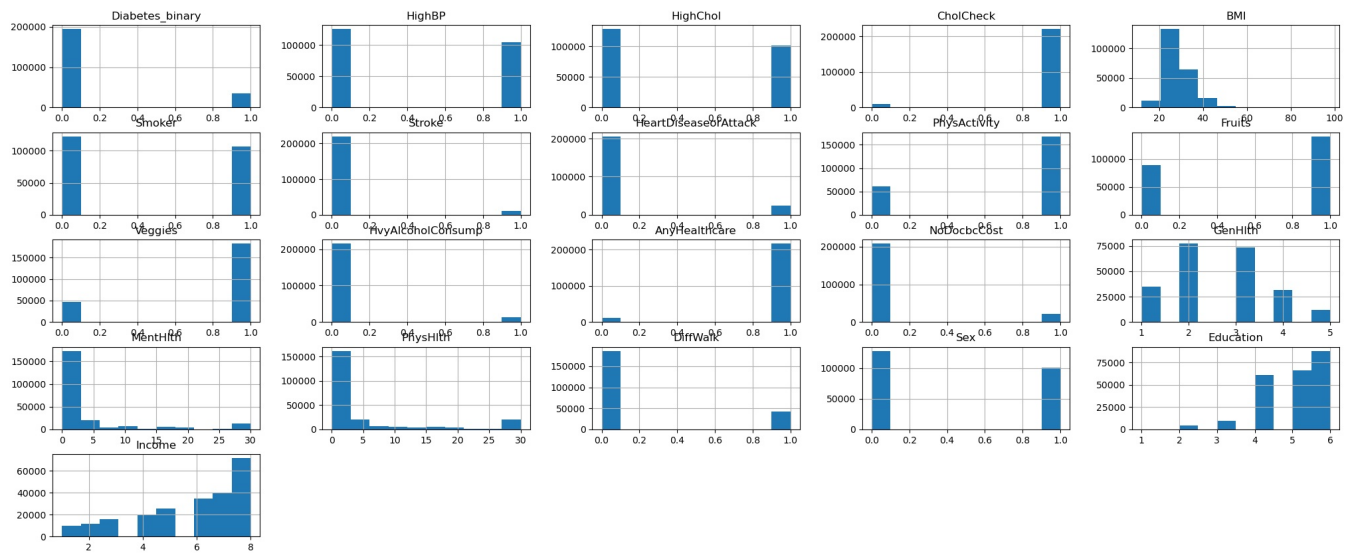 Diabetes_binary HighBP HighChol CholCheck BMI
200000 100000 100000 200000 100000
100000 50000 50000 100000 50000
0 0 0 0 0
0.0 0.2 0.4 0.6 0.8 1.0 0.0 0.2 0.4 0.6 0.8 1.0 0.0 0.2 0.4 0.6 0.8 1.0 0.0 0.2 0.4 0.6 0.8 1.0 20 40 60 80 100
Smoker Stroke HeartDiseaseorAttack PhysActivity Fruits
100000 200000 200000 150000 100000
50000 100000 100000 100000 50000
50000
0 0 0 0 0
0.0 0.2 0.4 0.6 0.8 1.0 0.0 0.2 0.4 0.6 0.8 1.0 0.0 0.2 0.4 0.6 0.8 1.0 0.0 0.2 0.4 0.6 0.8 1.0 0.0 0.2 0.4 0.6 0.8 1.0
Veggies HvyAlcoholConsump AnyHealthcare NoDocbcCost GenHlth
150000 200000 200000 200000 75000
100000 100000 100000 100000 50000
50000 25000
0 0 0 0 0
0.0 0.2 0.4 0.6 0.8 1.0 0.0 0.2 0.4 0.6 0.8 1.0 0.0 0.2 0.4 0.6 0.8 1.0 0.0 0.2 0.4 0.6 0.8 1.0 1 2 3 4 5
MentHlth PhysHlth DiffWalk Sex Education
150000 150000 150000 100000 75000
100000 100000 100000 50000 50000
50000 50000 50000 25000
0 0 0 0 0
0 5 10 15 20 25 30 0 5 10 15 20 25 30 0.0 0.2 0.4 0.6 0.8 1.0 0.0 0.2 0.4 0.6 0.8 1.0 1 2 3 4 5 6
Income
60000
40000
20000
0
2 4 6 8